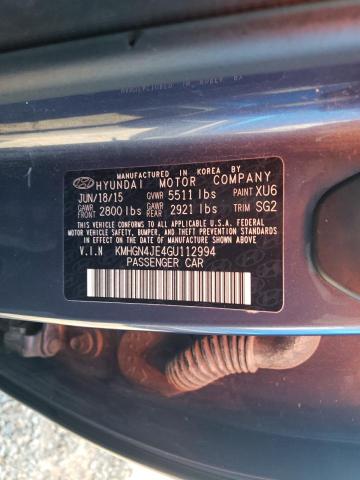 MANUFACTURED IN KOREA BY
HYUNDAI MOTOR COMPANY
JUN/18/15 GVWR 5511 lbs PAINT XU6
GAWR FRONT 2800 lbs GAWR REAR 2921 lbs TRIM SG2
THIS VEHICLE CONFORMS TO ALL APPLICABLE U.S.A. FEDERAL
MOTOR VEHICLE SAFETY, BUMPER, AND THEFT PREVENTION
STANDARDS IN EFFECT ON THE DATE OF MANUFACTURE SHOWN ABOVE.
V.I.N KMHGN4JE4GU112994
PASSENGER CAR